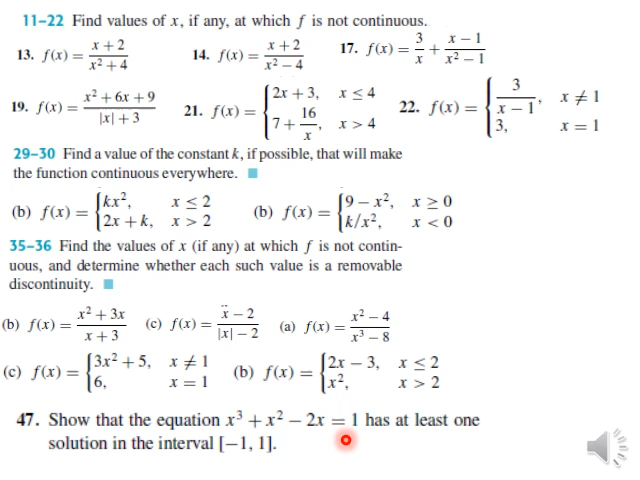 11–22 Find values of x, if any, at which f is not continuous.
13. f(x) = (x + 2)/(x² + 4) 14. f(x) = (x + 2)/(x² − 4) 17. f(x) = 3/x + (x − 1)/(x² − 1)
19. f(x) = (x² + 6x + 9)/(|x| + 3) 21. f(x) = { 2x + 3, x ≤ 4; 7 + 16/x, x > 4 22. f(x) = { 3/(x − 1), x ≠ 1; 3, x = 1
29–30 Find a value of the constant k, if possible, that will make
the function continuous everywhere.
(b) f(x) = { kx², x ≤ 2; 2x + k, x > 2 (b) f(x) = { 9 − x², x ≥ 0; k/x², x < 0
35–36 Find the values of x (if any) at which f is not contin-
uous, and determine whether each such value is a removable
discontinuity.
(b) f(x) = (x² + 3x)/(x + 3) (c) f(x) = (x − 2)/(|x| − 2) (a) f(x) = (x² − 4)/(x³ − 8)
(c) f(x) = { 3x² + 5, x ≠ 1; 6, x = 1 (b) f(x) = { 2x − 3, x ≤ 2; x², x > 2
47. Show that the equation x³ + x² − 2x = 1 has at least one
solution in the interval [−1, 1].